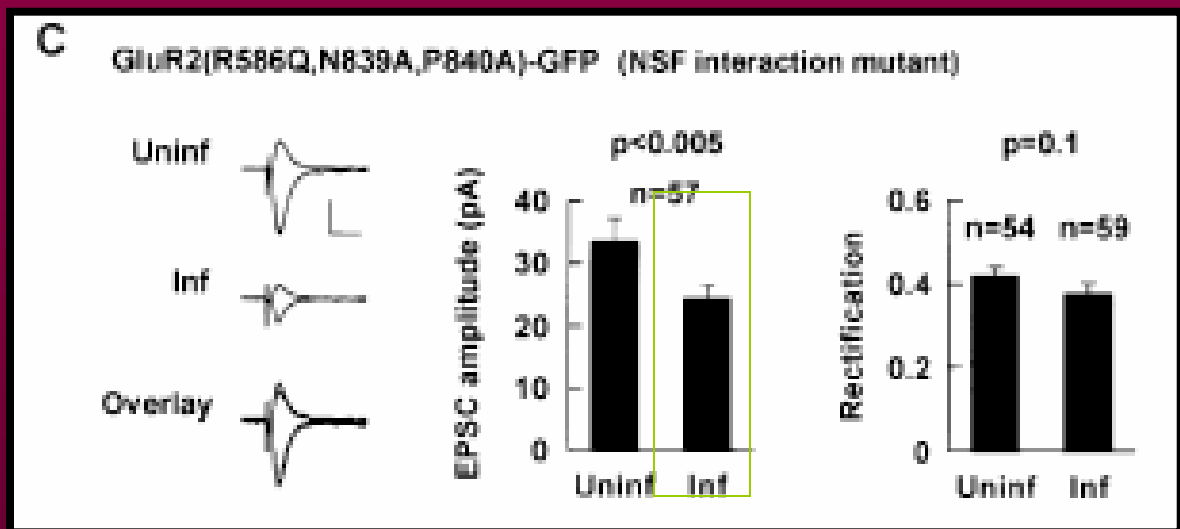 C
GluR2(R586Q,N839A,P840A)-GFP (NSF interaction mutant)
Uninf
Inf
Overlay
EPSC amplitude (pA)
p<0.005
n=57
40
30
20
10
0
Uninf Inf
Rectification
p=0.1
0.6
n=54 n=59
0.4
0.2
0
Uninf Inf